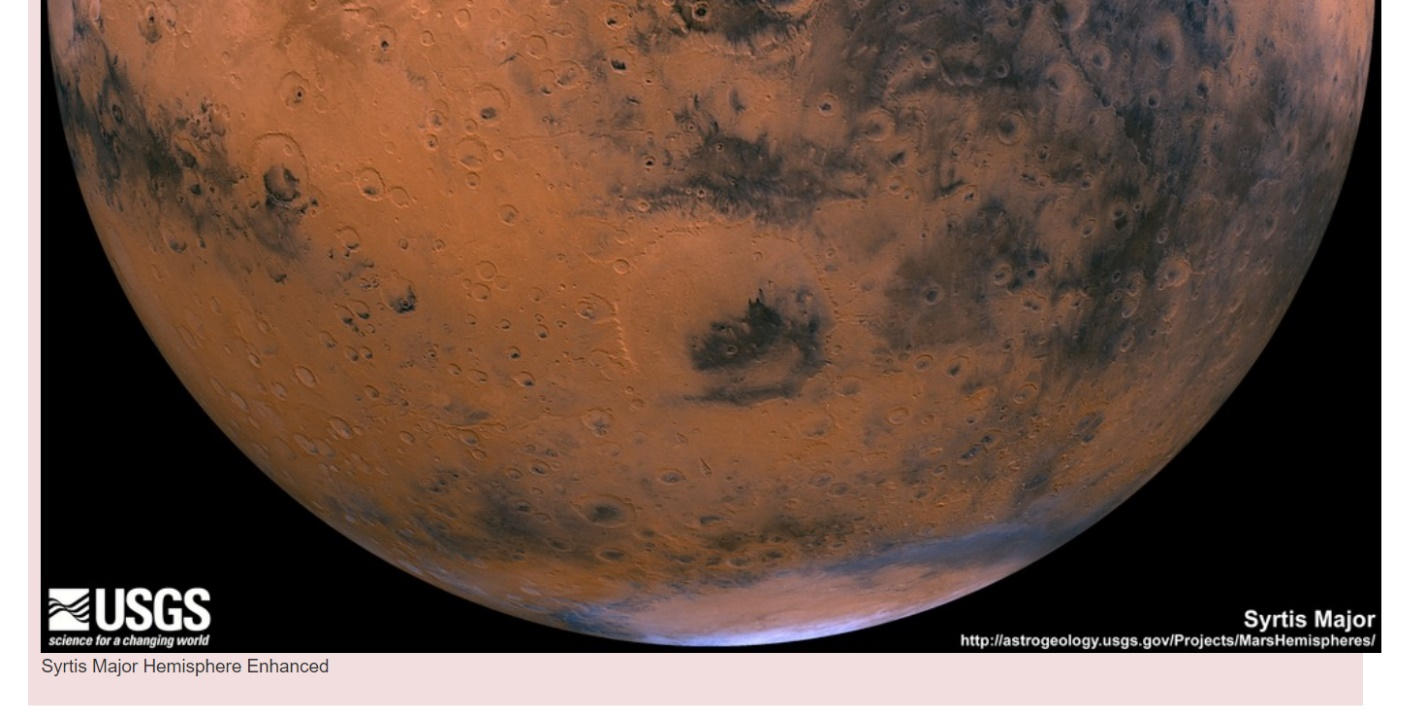 USGS
science for a changing world
Syrtis Major
http://astrogeology.usgs.gov/Projects/MarsHemispheres/
Syrtis Major Hemisphere Enhanced